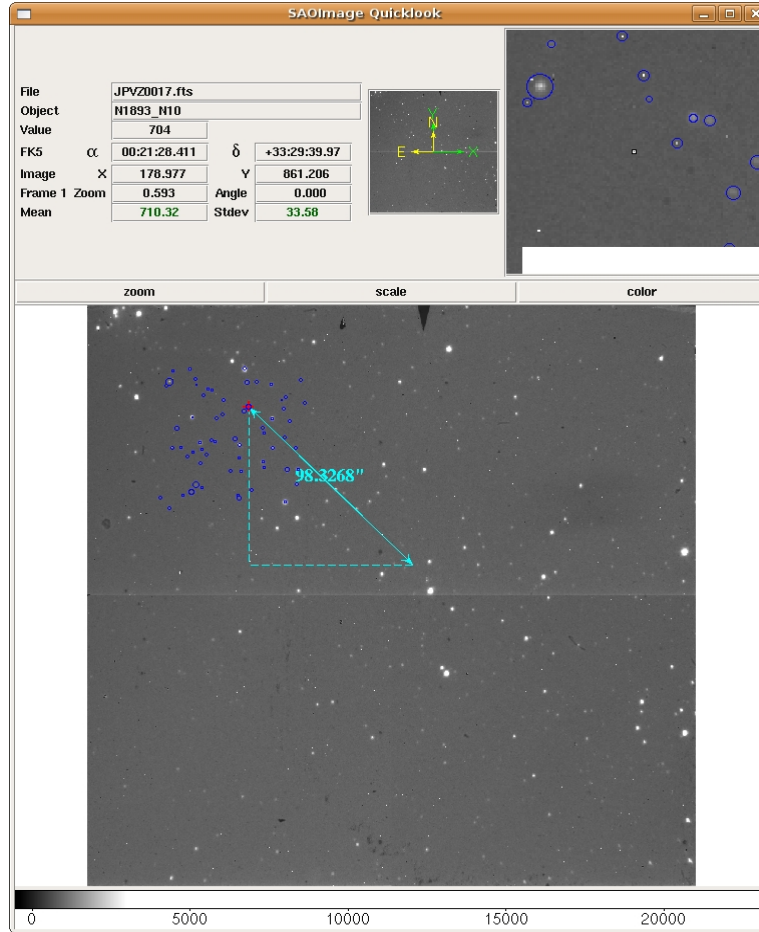 SAOImage Quicklook
File JPVZ0017.fts
Object N1893_N10
Value 704
FK5 α 00:21:28.411 δ +33:29:39.97
Image X 178.977 Y 861.206
Frame 1 Zoom 0.593 Angle 0.000
Mean 710.32 Stdev 33.58
Y
N
E X
zoom scale color
98.3268"
0 5000 10000 15000 20000